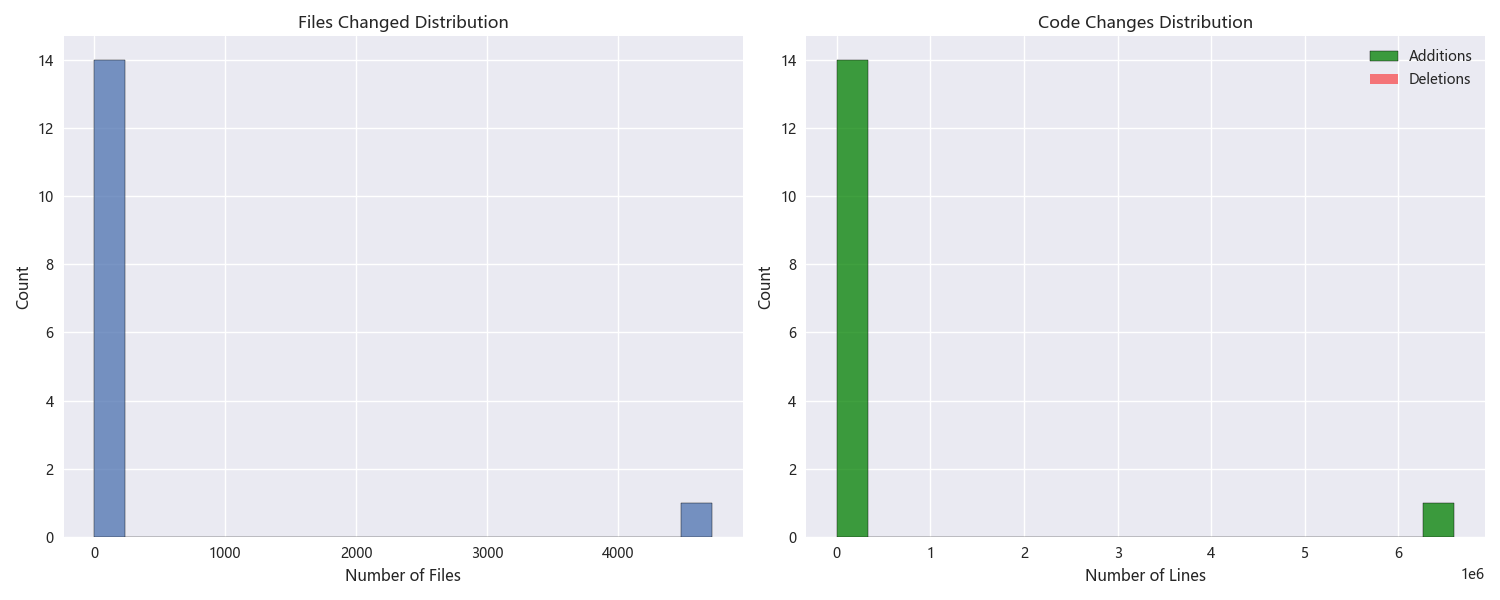 Files Changed Distribution
Count
14
12
10
8
6
4
2
0
0 1000 2000 3000 4000
Number of Files
Code Changes Distribution
Additions
Deletions
Count
14
12
10
8
6
4
2
0
0 1 2 3 4 5 6
1e6
Number of Lines